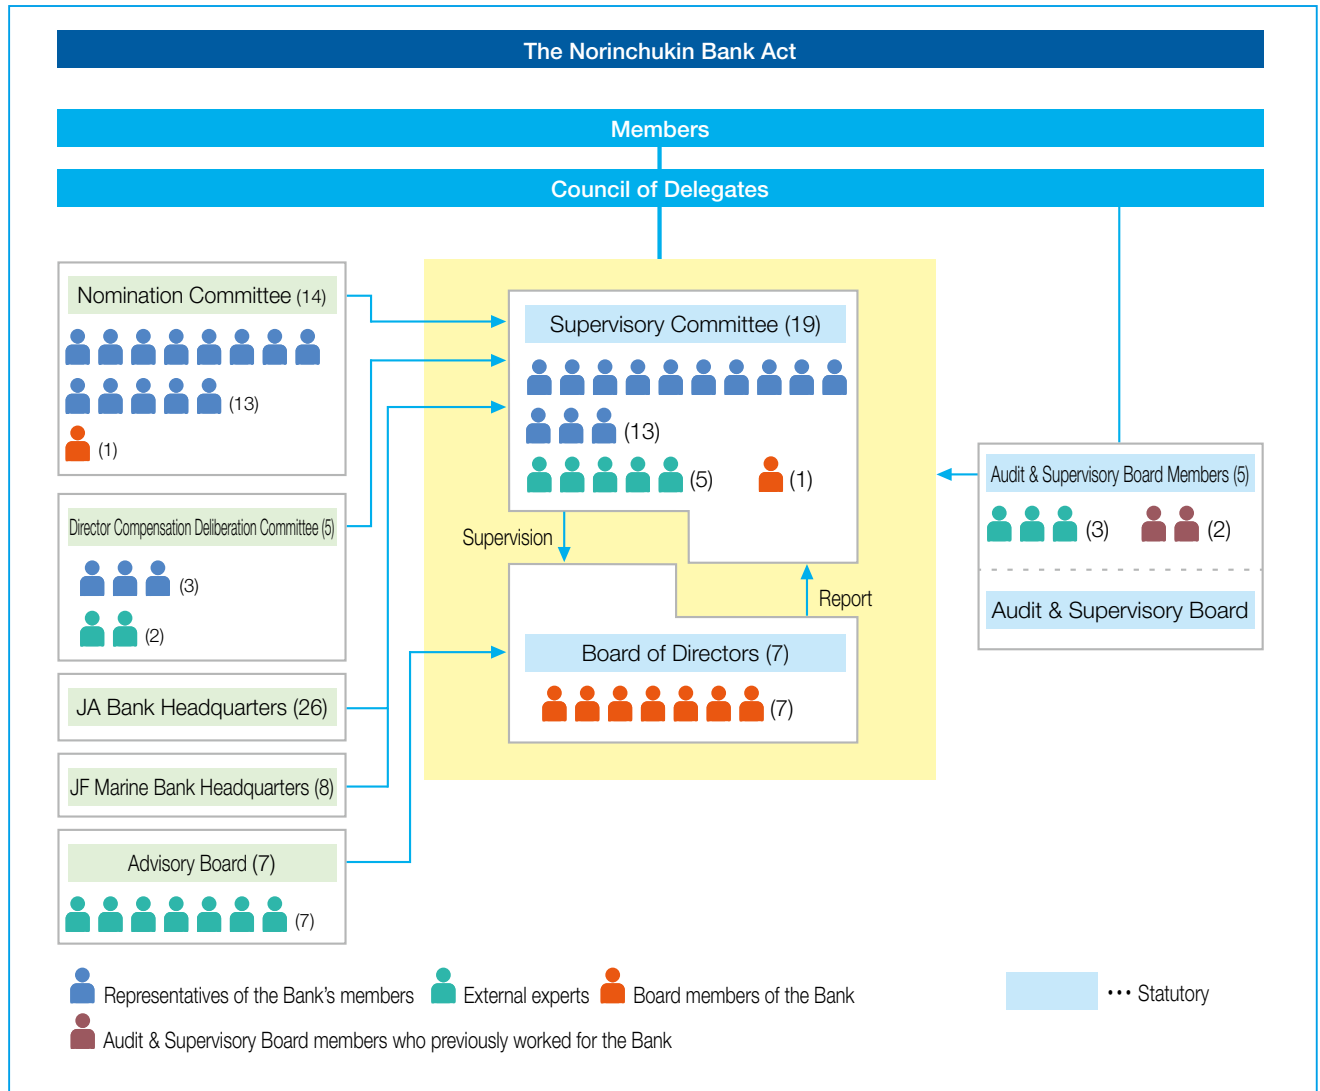 The Norinchukin Bank Act
Members
Council of Delegates
Nomination Committee (14)
(13)
(1)
Director Compensation Deliberation Committee (5)
(3)
(2)
JA Bank Headquarters (26)
JF Marine Bank Headquarters (8)
Advisory Board (7)
(7)
Supervisory Committee (19)
(13)
(5)
(1)
Supervision
Report
Board of Directors (7)
(7)
Audit & Supervisory Board Members (5)
(3)
(2)
Audit & Supervisory Board
Representatives of the Bank's members
External experts
Board members of the Bank
Audit & Supervisory Board members who previously worked for the Bank
••• Statutory